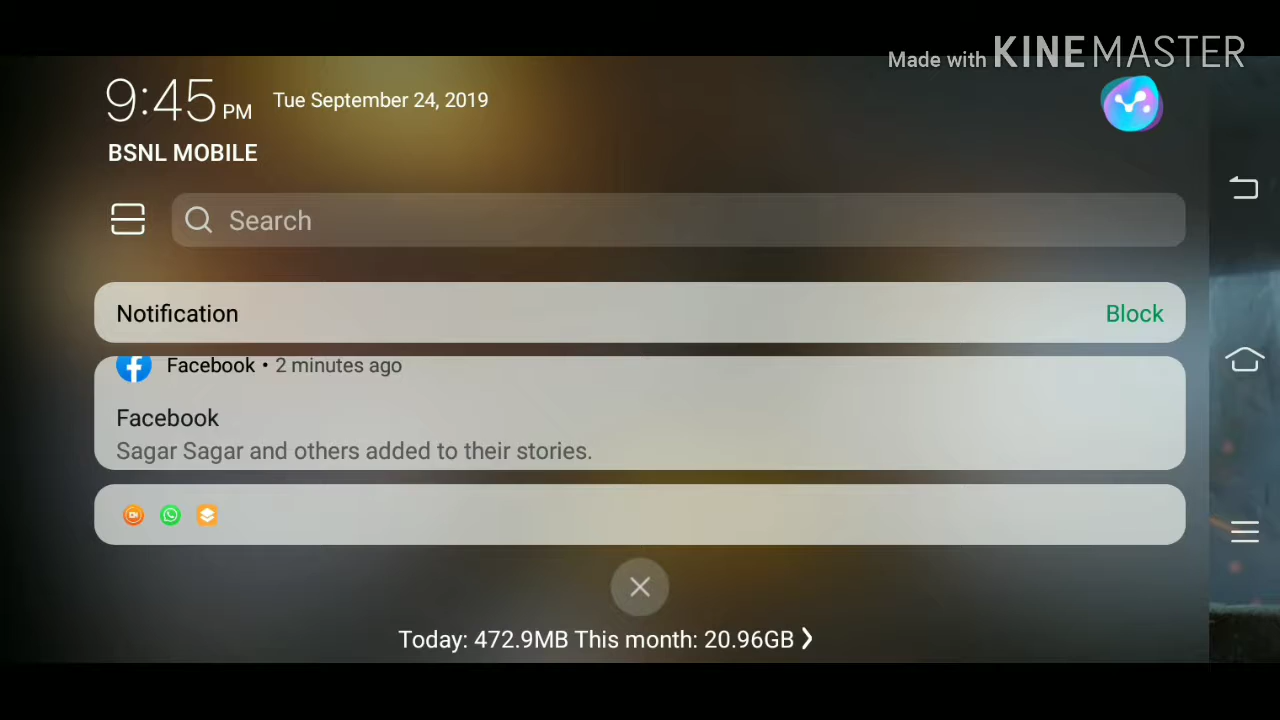 Made with KINEMASTER
9:45 PM Tue September 24, 2019
BSNL MOBILE
Search
Notification Block
Facebook • 2 minutes ago
Facebook
Sagar Sagar and others added to their stories.
Today: 472.9MB This month: 20.96GB